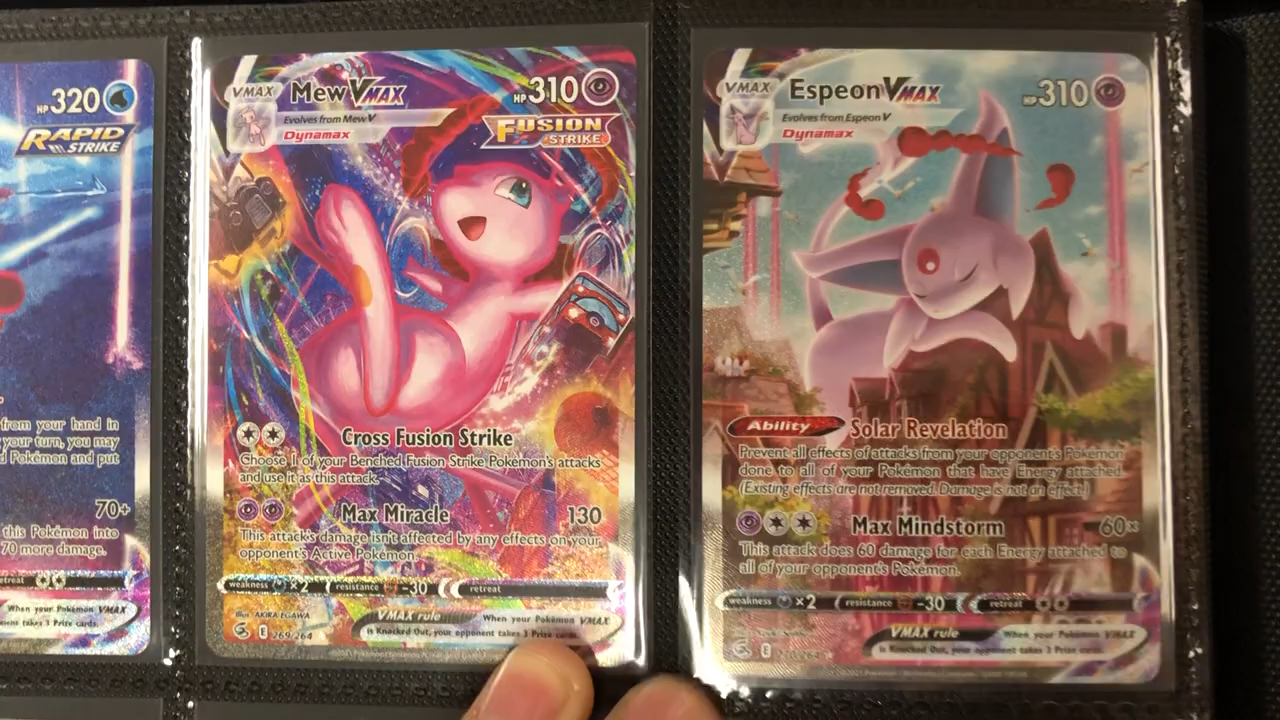 HP 320
RAPID
STRIKE
from your hand in
your turn, you may
d Pokémon and put
70+
this Pokémon into
70 more damage.
retreat
When your Pokémon VMAX
takes 3 Prize cards.
VMAX
Mew VMAX
HP 310
Evolves from Mew V
Dynamax
FUSION
STRIKE
Cross Fusion Strike
Choose 1 of your Benched Fusion Strike Pokémon's attacks
and use it as this attack.
Max Miracle 130
This attack's damage isn't affected by any effects on your
opponent's Active Pokémon.
weakness ×2 resistance -30 retreat
Illus. AKIRA EGAWA
VMAX rule
When your Pokémon VMAX
is Knocked Out, your opponent takes 3 Prize cards.
E 269/264
VMAX
Espeon VMAX
HP 310
Evolves from Espeon V
Dynamax
Ability Solar Revelation
Prevent all effects of attacks from your opponent's Pokémon
done to all of your Pokémon that have Energy attached.
(Existing effects are not removed. Damage is not an effect.)
Max Mindstorm 60×
This attack does 60 damage for each Energy attached to
all of your opponent's Pokémon.
weakness ×2 resistance -30 retreat
VMAX rule
When your Pokémon VMAX
is Knocked Out, your opponent takes 3 Prize cards.
E